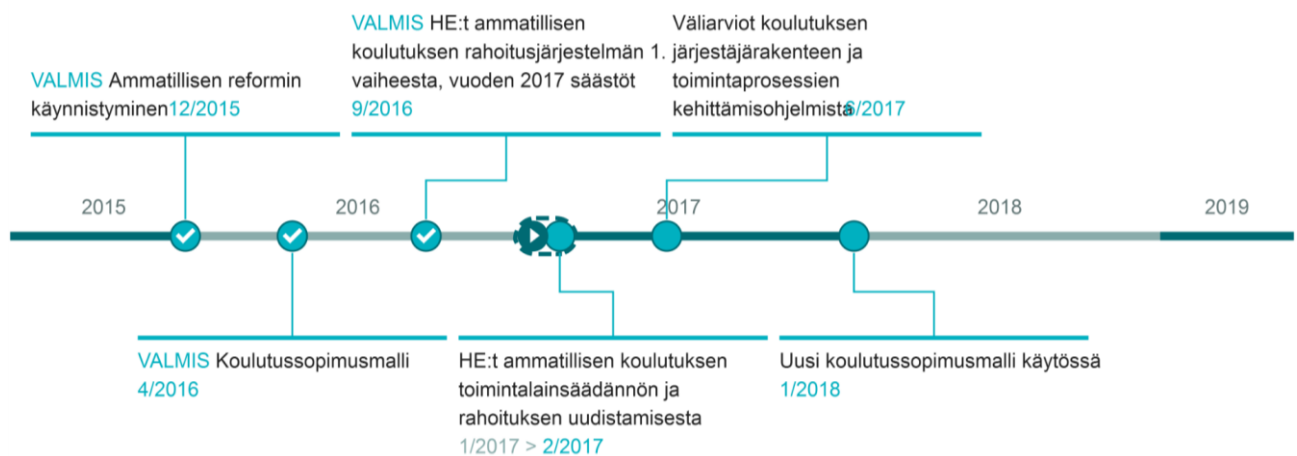 VALMIS Ammatillisen reformin
käynnistyminen12/2015
VALMIS HE:t ammatillisen
koulutuksen rahoitusjärjestelmän 1.
vaiheesta, vuoden 2017 säästöt
9/2016
Väliarviot koulutuksen
järjestäjärakenteen ja
toimintaprosessien
kehittämisohjelmista6/2017
2015
2016
2017
2018
2019
VALMIS Koulutussopimusmalli
4/2016
HE:t ammatillisen koulutuksen
toimintalainsäädännön ja
rahoituksen uudistamisesta
1/2017 > 2/2017
Uusi koulutussopimusmalli käytössä
1/2018